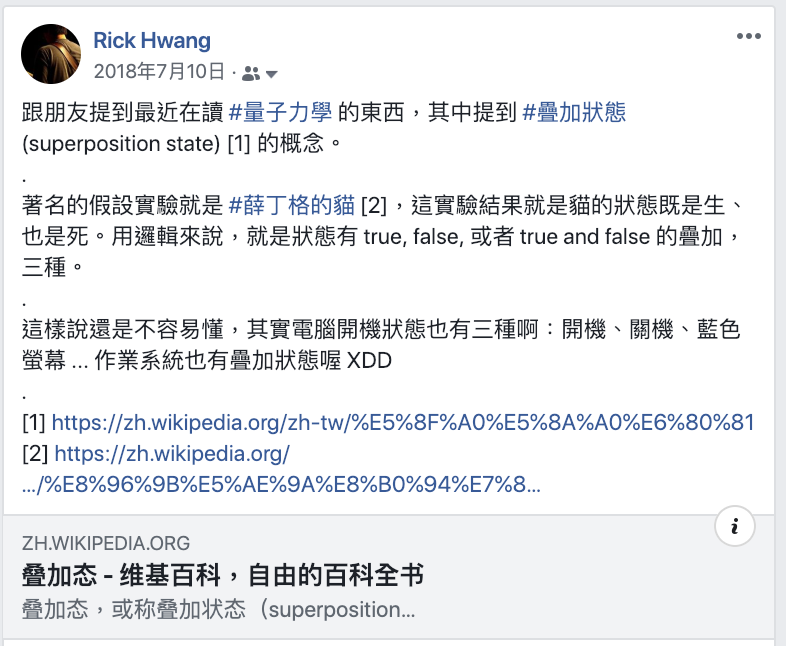 Rick Hwang
2018年7月10日 ·
跟朋友提到最近在讀 #量子力學 的東西，其中提到 #疊加狀態
(superposition state) [1] 的概念。
.
著名的假設實驗就是 #薛丁格的貓 [2]，這實驗結果就是貓的狀態既是生、
也是死。用邏輯來說，就是狀態有 true, false, 或者 true and false 的疊加，
三種。
.
這樣說還是不容易懂，其實電腦開機狀態也有三種啊：開機、關機、藍色
螢幕 ... 作業系統也有疊加狀態喔 XDD
.
[1] https://zh.wikipedia.org/zh-tw/%E5%8F%A0%E5%8A%A0%E6%80%81
[2] https://zh.wikipedia.org/
.../%E8%96%9B%E5%AE%9A%E8%B0%94%E7%8...
ZH.WIKIPEDIA.ORG
叠加态 - 维基百科，自由的百科全书
叠加态，或称叠加状态（superposition...